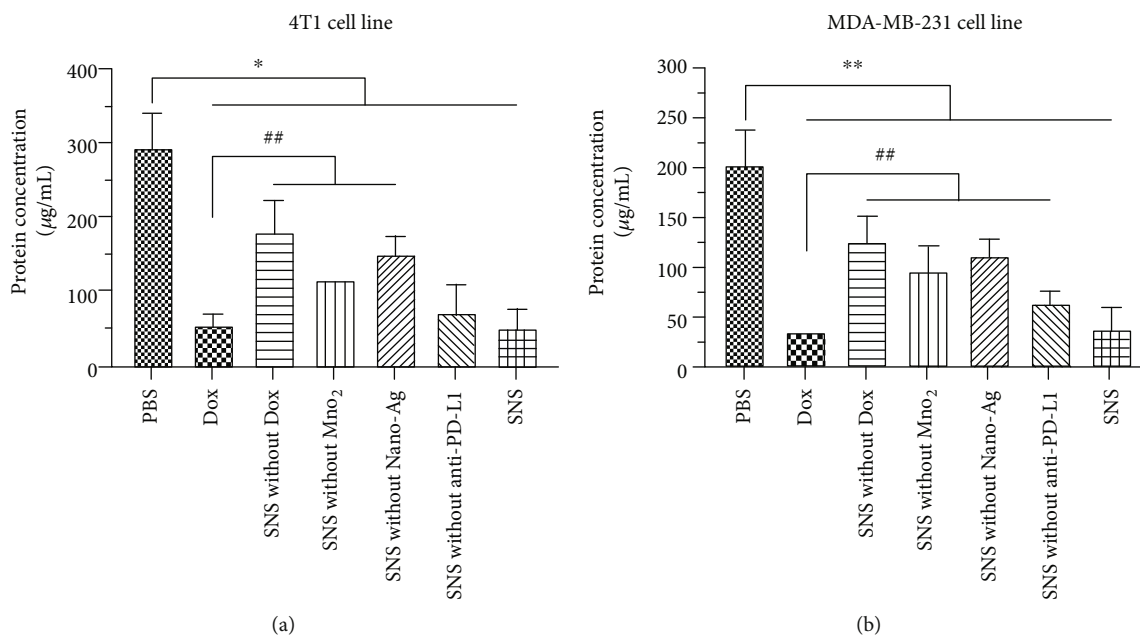 4T1 cell line
Protein concentration
(μg/mL)
400
300
200
100
0
*
##
PBS
Dox
SNS without Dox
SNS without Mno₂
SNS without Nano-Ag
SNS without anti-PD-L1
SNS
(a)
MDA-MB-231 cell line
Protein concentration
(μg/mL)
300
250
200
150
100
50
0
**
##
PBS
Dox
SNS without Dox
SNS without Mno₂
SNS without Nano-Ag
SNS without anti-PD-L1
SNS
(b)